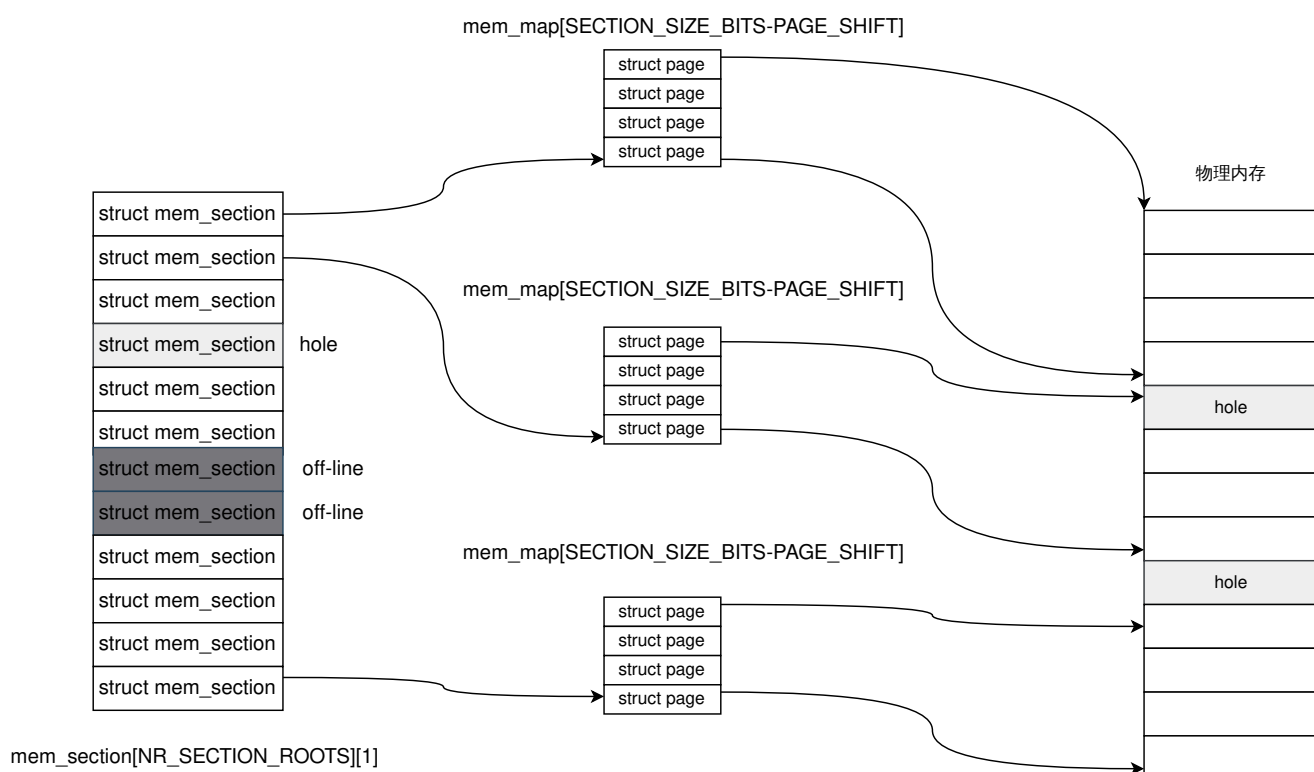 mem_map[SECTION_SIZE_BITS-PAGE_SHIFT]
struct page
struct page
struct page
struct page
物理内存
struct mem_section
struct mem_section
struct mem_section
struct mem_section hole
struct mem_section
struct mem_section
struct mem_section off-line
struct mem_section off-line
struct mem_section
struct mem_section
struct mem_section
struct mem_section
mem_section[NR_SECTION_ROOTS][1]
mem_map[SECTION_SIZE_BITS-PAGE_SHIFT]
struct page
struct page
struct page
struct page
mem_map[SECTION_SIZE_BITS-PAGE_SHIFT]
struct page
struct page
struct page
struct page
hole
hole